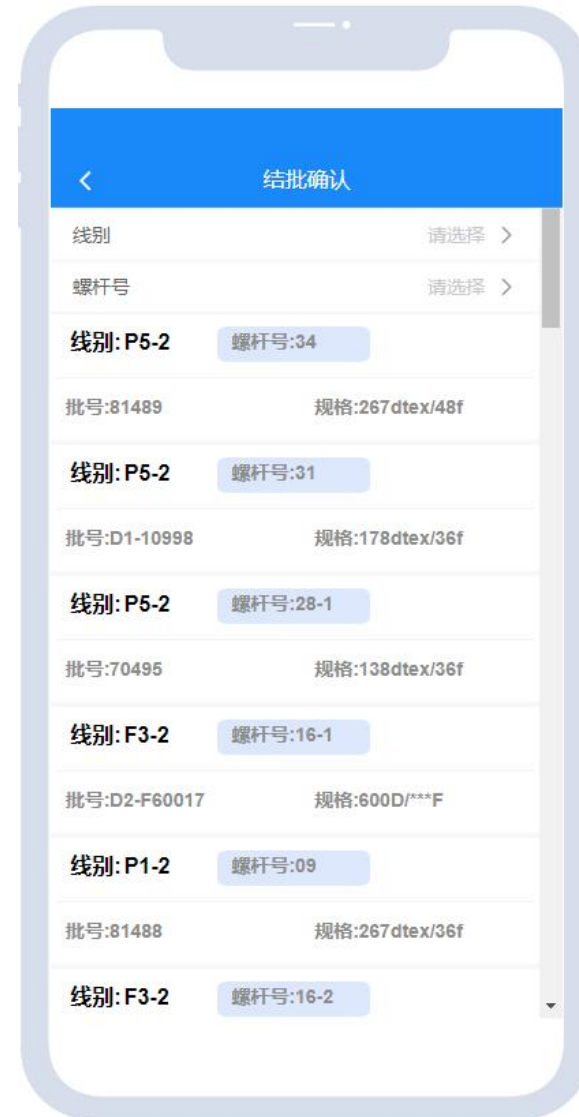 结批确认
线别 请选择
螺杆号 请选择
线别:P5-2 螺杆号:34
批号:81489 规格:267dtex/48f
线别:P5-2 螺杆号:31
批号:D1-10998 规格:178dtex/36f
线别:P5-2 螺杆号:28-1
批号:70495 规格:138dtex/36f
线别:F3-2 螺杆号:16-1
批号:D2-F60017 规格:600D/***F
线别:P1-2 螺杆号:09
批号:81488 规格:267dtex/36f
线别:F3-2 螺杆号:16-2